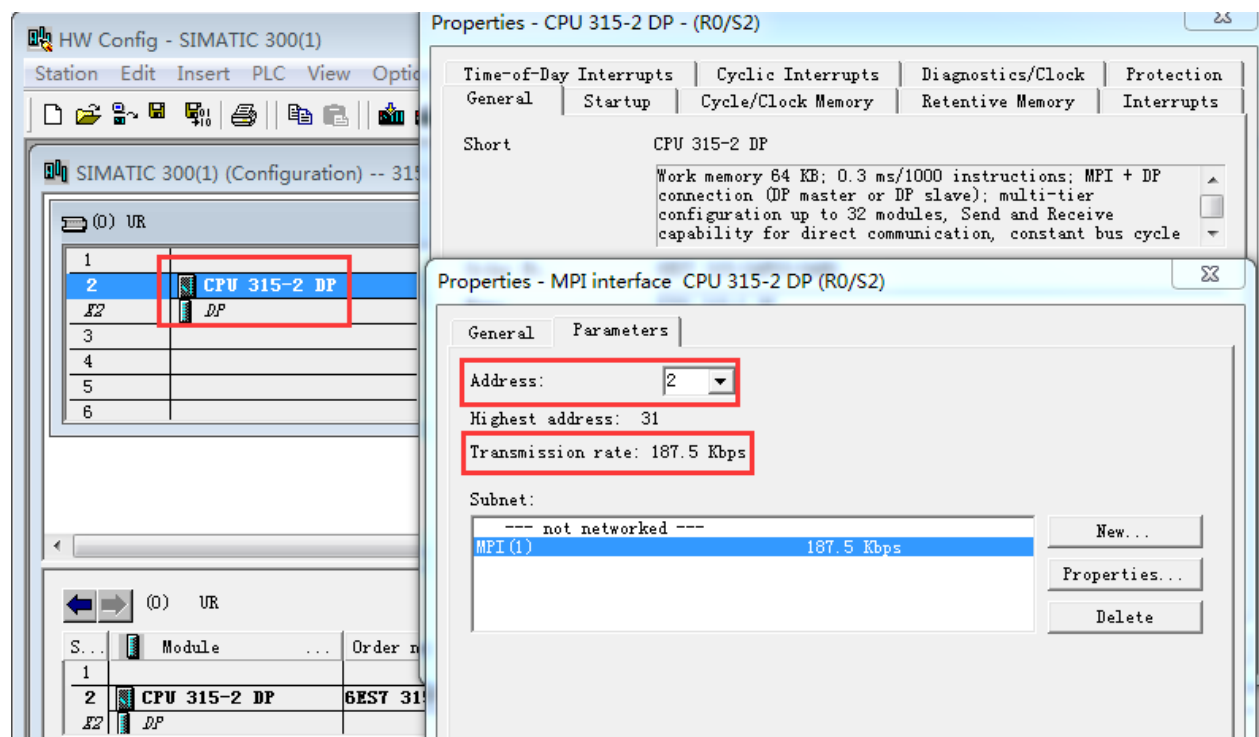 HW Config - SIMATIC 300(1)
Station Edit Insert PLC View Optio
SIMATIC 300(1) (Configuration) -- 315
(0) UR
1
2 CPU 315-2 DP
X2 DP
3
4
5
6
(0) UR
S... Module ... Order n
1
2 CPU 315-2 DP 6ES7 315
X2 DP
Properties - CPU 315-2 DP - (R0/S2)
Time-of-Day Interrupts Cyclic Interrupts Diagnostics/Clock Protection
General Startup Cycle/Clock Memory Retentive Memory Interrupts
Short CPU 315-2 DP
Work memory 64 KB; 0.3 ms/1000 instructions; MPI + DP
connection (DP master or DP slave); multi-tier
configuration up to 32 modules, Send and Receive
capability for direct communication, constant bus cycle
Properties - MPI interface CPU 315-2 DP (R0/S2)
General Parameters
Address: 2
Highest address: 31
Transmission rate: 187.5 Kbps
Subnet:
--- not networked ---
MPI(1) 187.5 Kbps
New...
Properties...
Delete